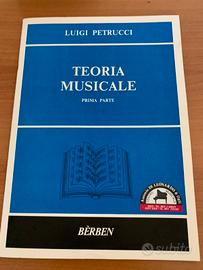 LUIGI PETRUCCI
TEORIA
MUSICALE
PRIMA PARTE
BÈRBEN
subito